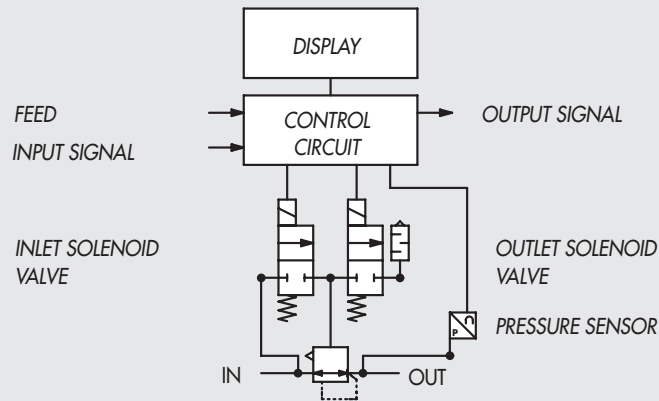 DISPLAY
FEED
CONTROL
CIRCUIT
OUTPUT SIGNAL
INPUT SIGNAL
INLET SOLENOID
VALVE
OUTLET SOLENOID
VALVE
PRESSURE SENSOR
P
IN
OUT